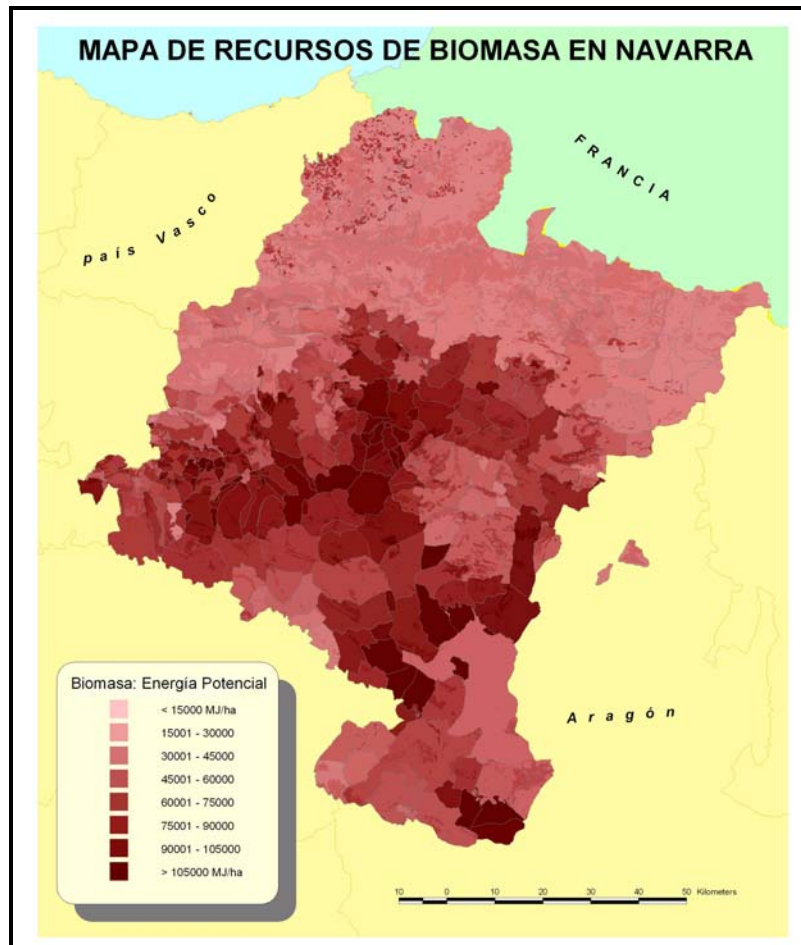 MAPA DE RECURSOS DE BIOMASA EN NAVARRA
FRANCIA
país Vasco
Aragón
Biomasa: Energía Potencial
< 15000 MJ/ha
15001 - 30000
30001 - 45000
45001 - 60000
60001 - 75000
75001 - 90000
90001 - 105000
> 105000 MJ/ha
10 0 10 20 30 40 50 Kilometers